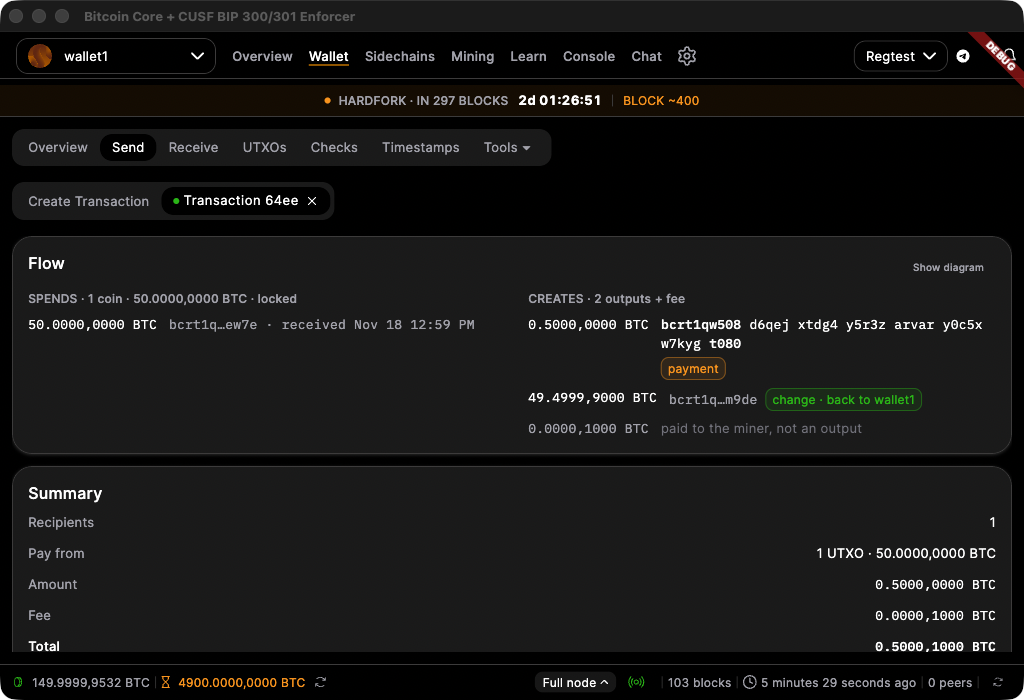 Bitcoin Core + CUSF BIP 300/301 Enforcer
wallet1 Overview Wallet Sidechains Mining Learn Console Chat Regtest DEBUG
HARDFORK · IN 297 BLOCKS 2d 01:26:51 BLOCK ~400
Overview Send Receive UTXOs Checks Timestamps Tools
Create Transaction Transaction 64ee
Flow
Show diagram
SPENDS · 1 coin · 50.0000,0000 BTC · locked
50.0000,0000 BTC bcrt1q…ew7e · received Nov 18 12:59 PM
CREATES · 2 outputs + fee
0.5000,0000 BTC bcrt1qw508 d6qej xtdg4 y5r3z arvar y0c5x
w7kyg t080
payment
49.4999,9000 BTC bcrt1q…m9de change · back to wallet1
0.0000,1000 BTC paid to the miner, not an output
Summary
Recipients 1
Pay from 1 UTXO · 50.0000,0000 BTC
Amount 0.5000,0000 BTC
Fee 0.0000,1000 BTC
Total 0.5000,1000 BTC
149.9999,9532 BTC 4900.0000,0000 BTC Full node 103 blocks 5 minutes 29 seconds ago 0 peers